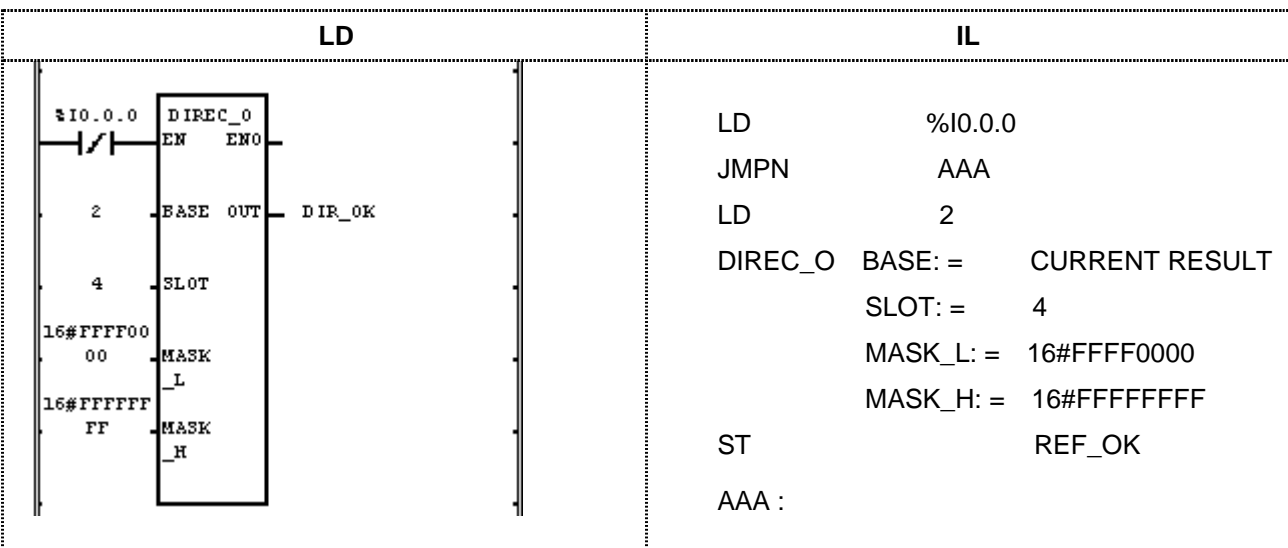 LD
%I0.0.0
DIREC_O
EN ENO
2 BASE OUT DIR_OK
4 SLOT
16#FFFF00
00 MASK
_L
16#FFFFFF
FF MASK
_H
IL
LD %I0.0.0
JMPN AAA
LD 2
DIREC_O BASE: = CURRENT RESULT
SLOT: = 4
MASK_L: = 16#FFFF0000
MASK_H: = 16#FFFFFFFF
ST REF_OK
AAA :